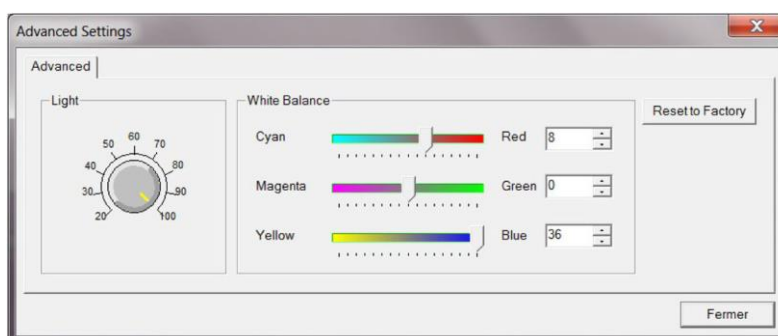 Advanced Settings
Advanced
Light
20
30
40
50
60
70
80
90
100
White Balance
Cyan Red 8
Magenta Green 0
Yellow Blue 36
Reset to Factory
Fermer